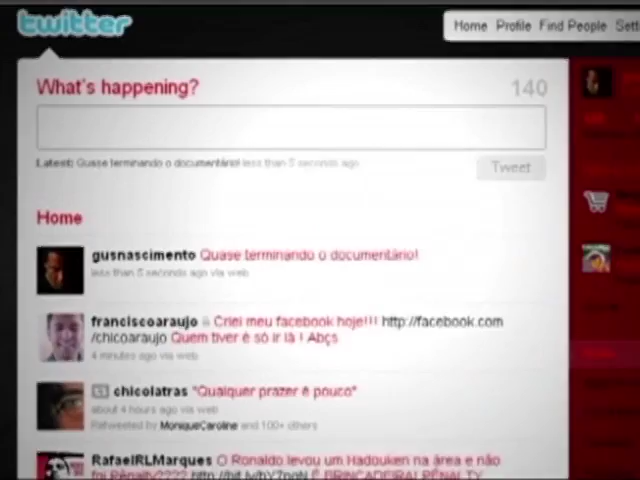 twitter
Home Profile Find People
What's happening?
140
Latest: Quase terminando o documentário! less than 5 seconds ago
Tweet
Home
gusnascimento Quase terminando o documentário!
less than 5 seconds ago via web
franciscoaraujo Criei meu facebook hoje!!! http://facebook.com
/chicoaraujo Quem tiver é só ir lá ! Abçs
4 minutes ago via web
chicolatras "Qualquer prazer é pouco"
about 4 hours ago via web
Retweeted by MoniqueCaroline and 100+ others
RafaelRLMarques O Ronaldo levou um Hadouken na área e não
foi Pênalty????